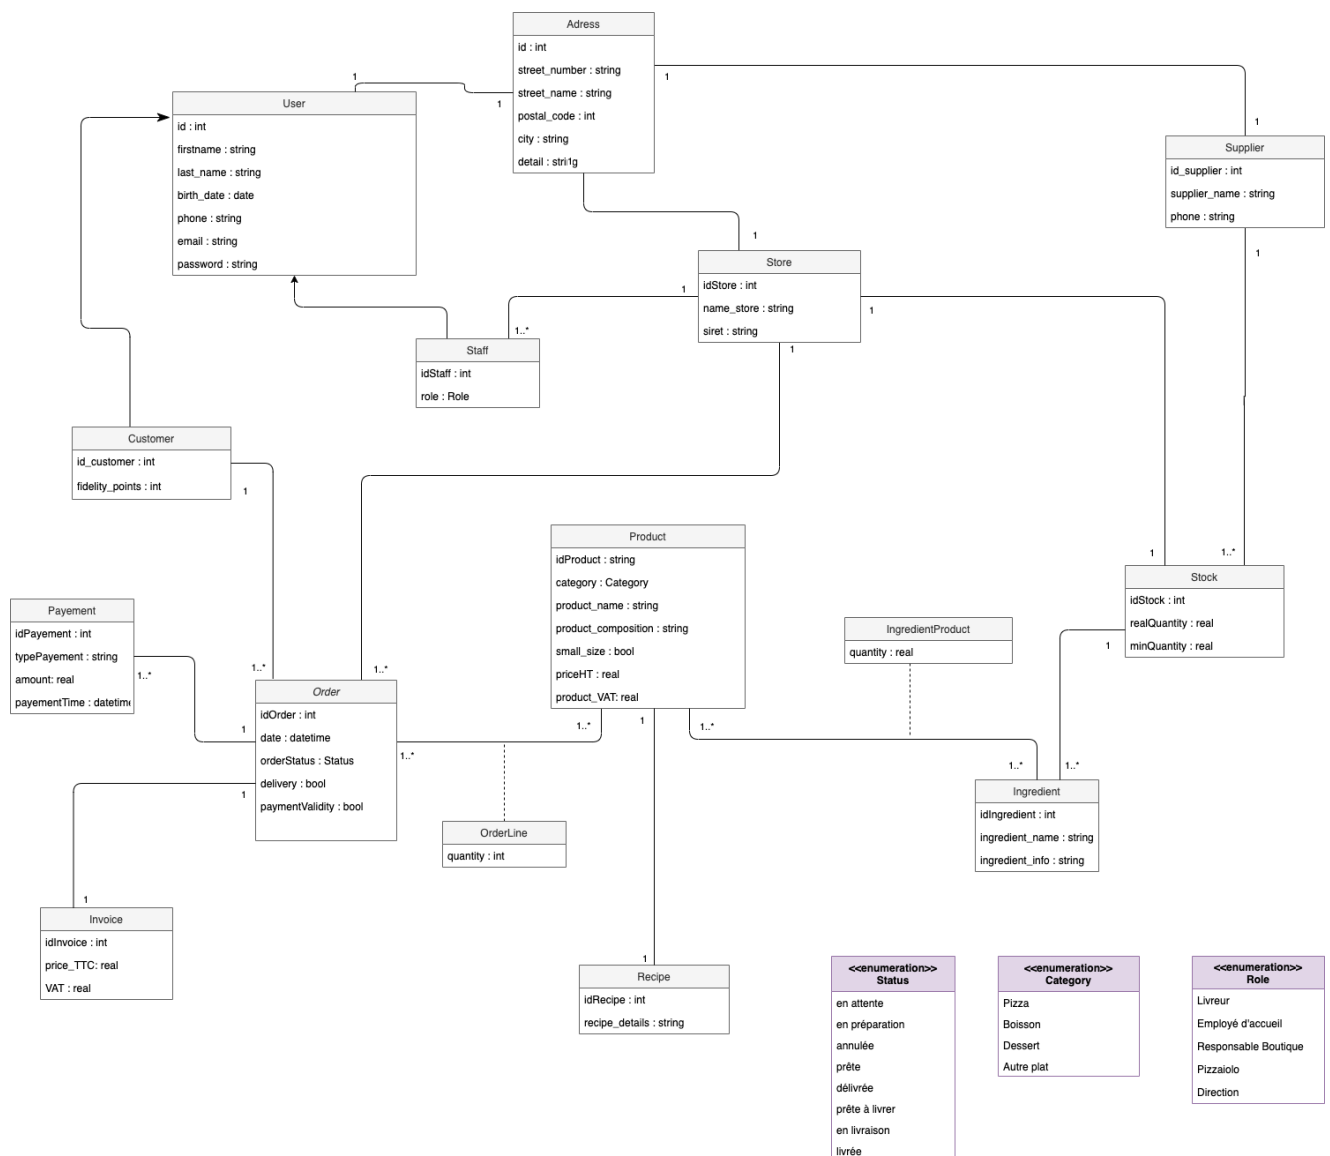 Adress
id : int
street_number : string
street_name : string
postal_code : int
city : string
detail : string
1
1
1
1
1
1
User
id : int
firstname : string
last_name : string
birth_date : date
phone : string
email : string
password : string
Supplier
id_supplier : int
supplier_name : string
phone : string
1
Store
idStore : int
name_store : string
siret : string
1
1
1
1..*
Staff
idStaff : int
role : Role
Customer
id_customer : int
fidelity_points : int
1
Product
idProduct : string
category : Category
product_name : string
product_composition : string
small_size : bool
priceHT : real
product_VAT: real
1
1..*
Stock
idStock : int
realQuantity : real
minQuantity : real
1
Payement
idPayement : int
typePayement : string
amount: real
payementTime : datetime
1..*
IngredientProduct
quantity : real
1..*
1..*
Order
idOrder : int
date : datetime
orderStatus : Status
delivery : bool
paymentValidity : bool
1
1
1..*
1..*
1
1..*
1..*
1..*
Ingredient
idIngredient : int
ingredient_name : string
ingredient_info : string
OrderLine
quantity : int
1
Invoice
idInvoice : int
price_TTC: real
VAT : real
1
Recipe
idRecipe : int
recipe_details : string
<<enumeration>>
Status
en attente
en préparation
annulée
prête
délivrée
prête à livrer
en livraison
livrée
<<enumeration>>
Category
Pizza
Boisson
Dessert
Autre plat
<<enumeration>>
Role
Livreur
Employé d'accueil
Responsable Boutique
Pizzaiolo
Direction